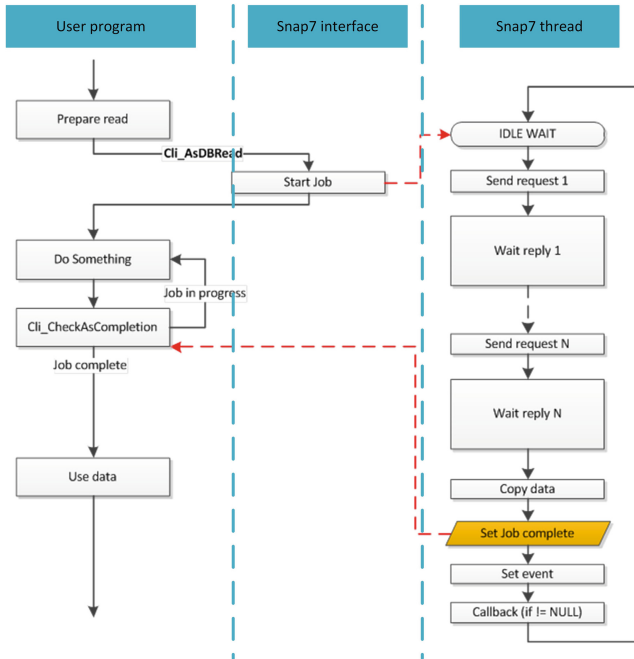 User program
Snap7 interface
Snap7 thread
Prepare read
Cli_AsDBRead
Start Job
Do Something
Job in progress
Cli_CheckAsCompletion
Job complete
Use data
IDLE WAIT
Send request 1
Wait reply 1
Send request N
Wait reply N
Copy data
Set Job complete
Set event
Callback (if != NULL)